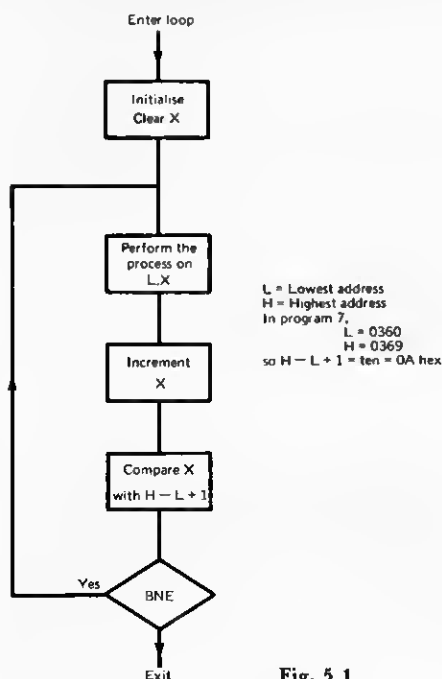 Enter loop
Initialise
Clear X
Perform the
process on
L,X
L = Lowest address
H = Highest address
In program 7,
L = 0360
H = 0369
so H — L + 1 = ten = 0A hex
Increment
X
Compare X
with H — L + 1
Yes
BNE
Exit
Fig. 5.1